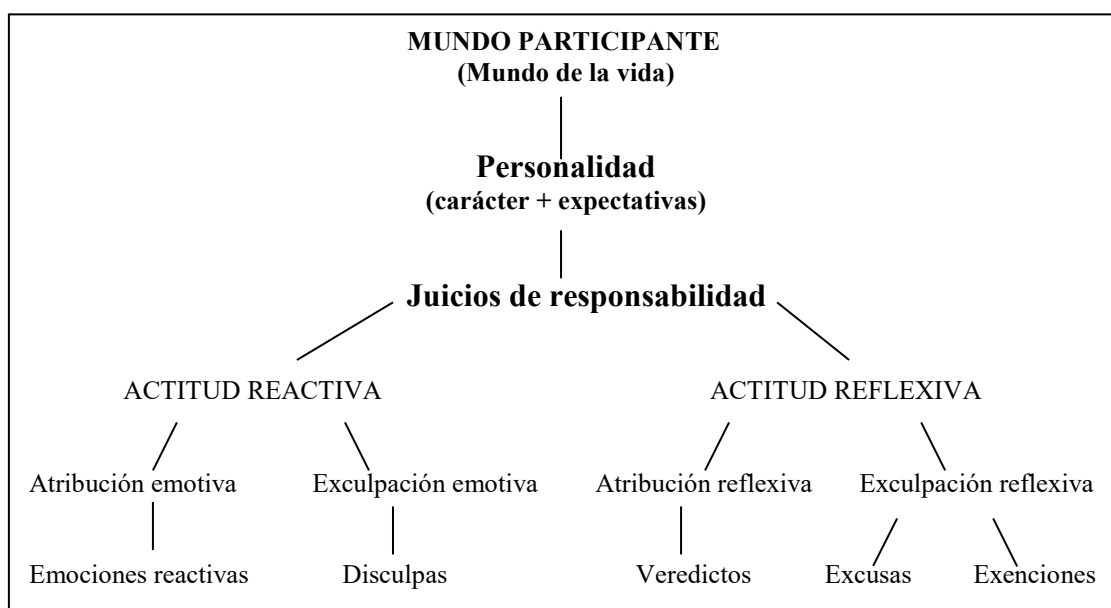 MUNDO PARTICIPANTE
(Mundo de la vida)
Personalidad
(carácter + expectativas)
Juicios de responsabilidad
ACTITUD REACTIVA ACTITUD REFLEXIVA
Atribución emotiva Exculpación emotiva Atribución reflexiva Exculpación reflexiva
Emociones reactivas Disculpas Veredictos Excusas Exenciones